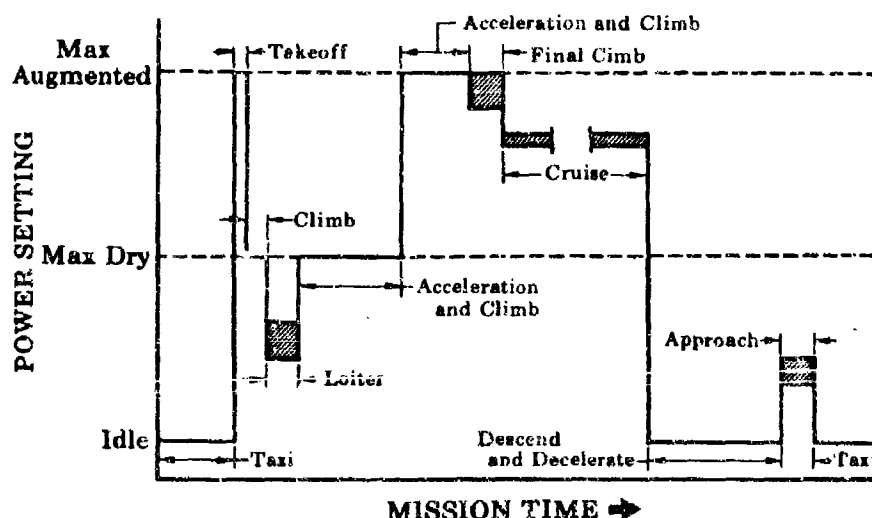 Acceleration and Climb
Max
Augmented
Takeoff
Final Cimb
Cruise
Climb
Max Dry
Acceleration
and Climb
POWER SETTING
Approach
Loiter
Idle
Taxi
Descend
and Decelerate
Taxi
MISSION TIME